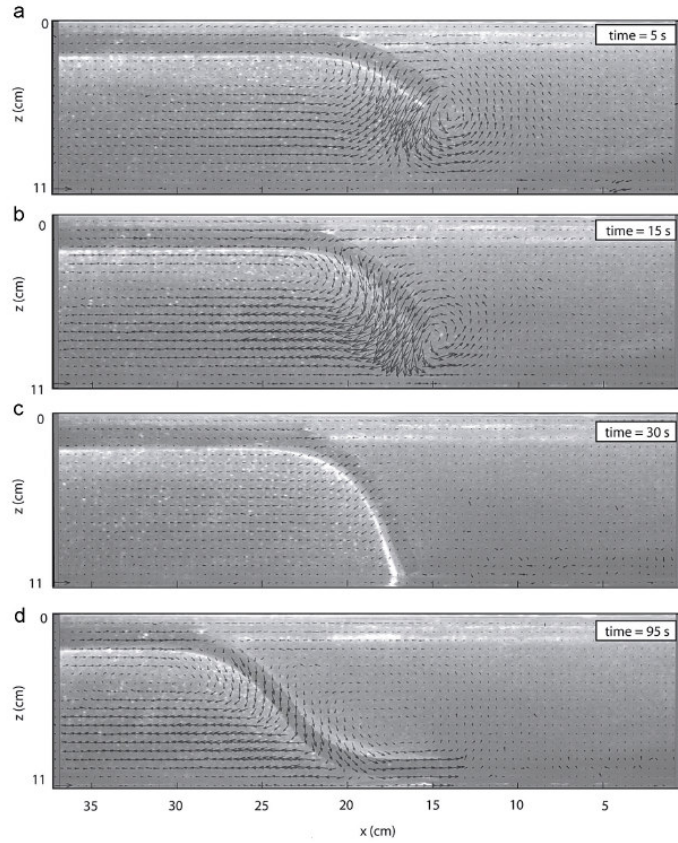 a
0
time = 5 s
z (cm)
11
b
0
time = 15 s
z (cm)
11
c
0
time = 30 s
z (cm)
11
d
0
time = 95 s
z (cm)
11
35 30 25 20 15 10 5
x (cm)